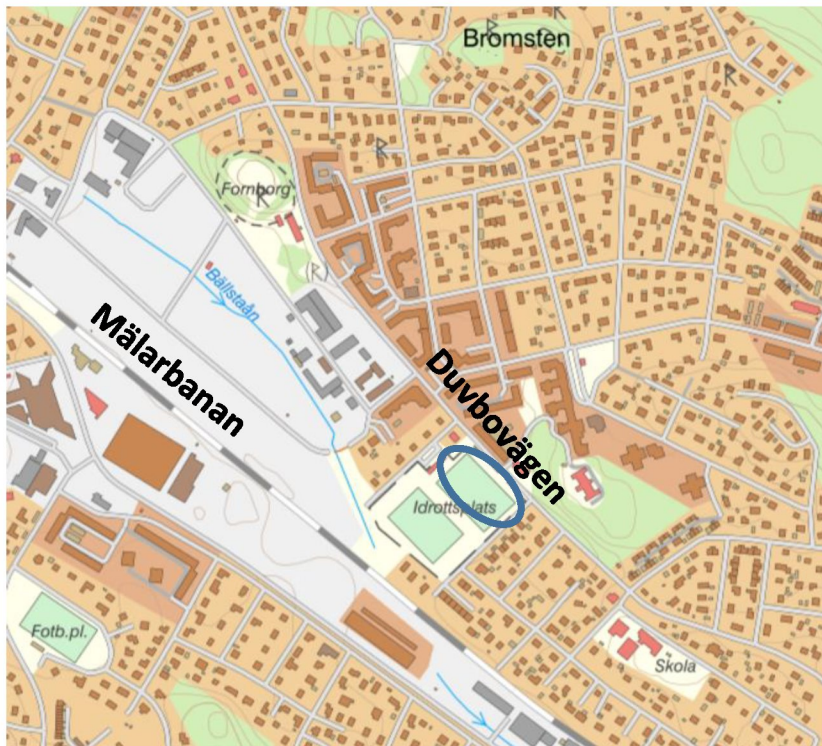 Bromsten
Fornborg
(R)
Bällstaån
Mälarbanan
Duvbovägen
Idrottsplats
Fotb.pl.
Skola